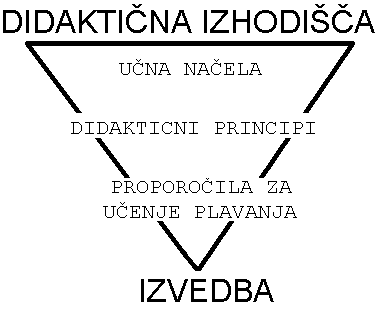 DIDAKTIČNA IZHODIŠČA
UČNA NAČELA
DIDAKTICNI PRINCIPI
PROPOROČILA ZA
UČENJE PLAVANJA
IZVEDBA